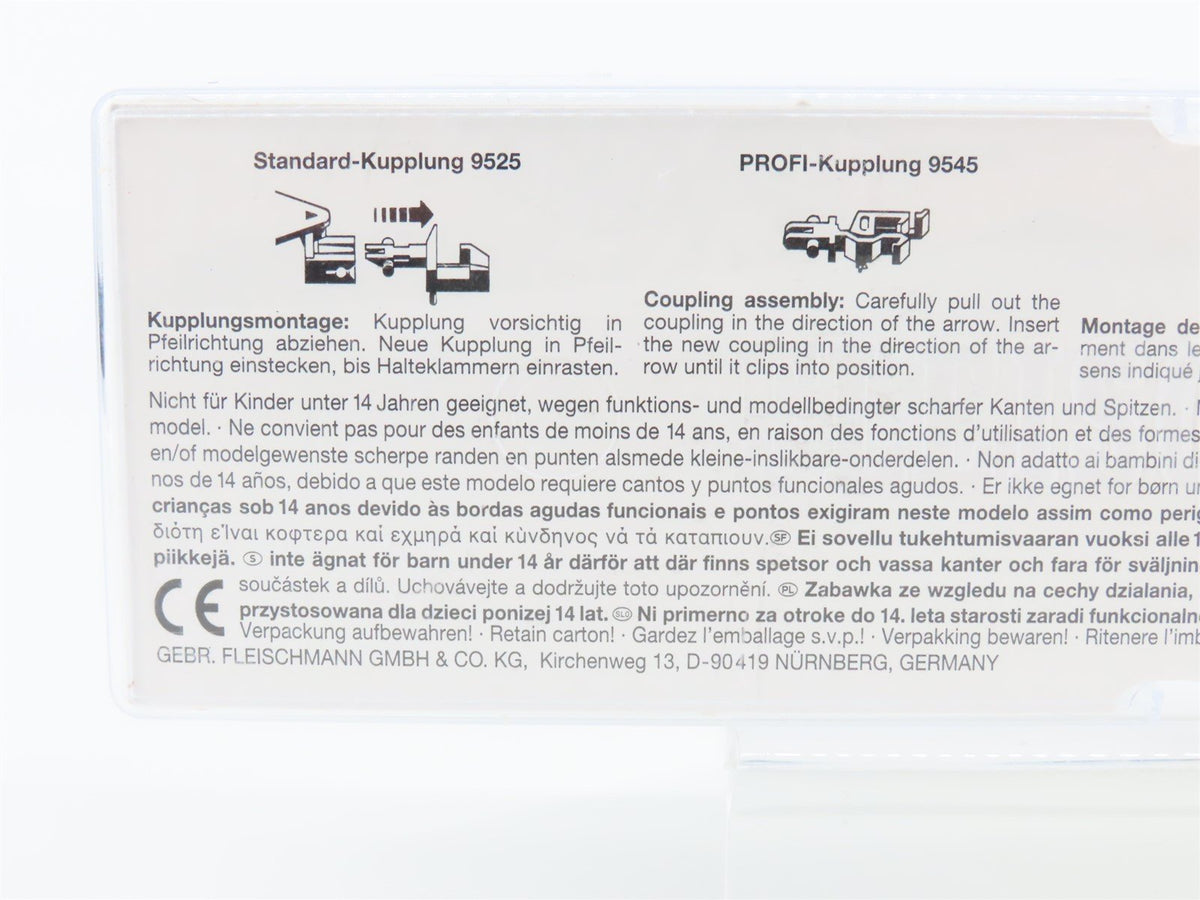 Standard-Kupplung 9525
PROFI-Kupplung 9545
Kupplungsmontage: Kupplung vorsichtig in
Pfeilrichtung abziehen. Neue Kupplung in Pfeil-
richtung einstecken, bis Halteklammern einrasten.
Coupling assembly: Carefully pull out the
coupling in the direction of the arrow. Insert
the new coupling in the direction of the ar-
row until it clips into position.
Montage de
ment dans le
sens indiqué
Nicht für Kinder unter 14 Jahren geeignet, wegen funktions- und modellbedingter scharfer Kanten und Spitzen. ·
model. · Ne convient pas pour des enfants de moins de 14 ans, en raison des fonctions d'utilisation et des formes
en/of modelgewenste scherpe randen en punten alsmede kleine-inslikbare-onderdelen. · Non adatto ai bambini di
nos de 14 años, debido a que este modelo requiere cantos y puntos funcionales agudos. · Er ikke egnet for børn un
crianças sob 14 anos devido às bordas agudas funcionais e pontos exigiram neste modelo assim como perig
διότη ε'Ιναι κοφτερα καί εχμηρά καί κὺνδηνος νά τά καταπιουν. SF Ei sovellu tukehtumisvaaran vuoksi alle 1
piikkejä. S inte ägnat för barn under 14 år därför att där finns spetsor och vassa kanter och fara för sväljnin
CE součástek a dílů. Uchovávejte a dodržujte toto upozornění. PL Zabawka ze wzgledu na cechy dzialania,
przystosowana dla dzieci ponizej 14 lat. SLO Ni primerno za otroke do 14. leta starosti zaradi funkcionaln
Verpackung aufbewahren! · Retain carton! · Gardez l'emballage s.v.p.! · Verpakking bewaren! · Ritenere l'imb
GEBR. FLEISCHMANN GMBH & CO. KG, Kirchenweg 13, D-90419 NÜRNBERG, GERMANY